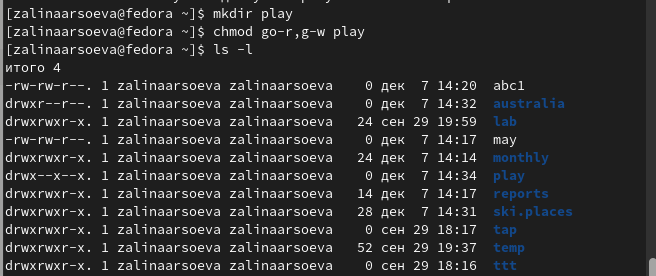 [zalinaarsoeva@fedora ~]$ mkdir play
[zalinaarsoeva@fedora ~]$ chmod go-r,g-w play
[zalinaarsoeva@fedora ~]$ ls -l
итого 4
-rw-rw-r--. 1 zalinaarsoeva zalinaarsoeva 0 дек 7 14:20 abc1
drwxr--r--. 1 zalinaarsoeva zalinaarsoeva 0 дек 7 14:32 australia
drwxrwxr-x. 1 zalinaarsoeva zalinaarsoeva 24 сен 29 19:59 lab
-rw-rw-r--. 1 zalinaarsoeva zalinaarsoeva 0 дек 7 14:17 may
drwxrwxr-x. 1 zalinaarsoeva zalinaarsoeva 24 дек 7 14:14 monthly
drwx--x--x. 1 zalinaarsoeva zalinaarsoeva 0 дек 7 14:34 play
drwxrwxr-x. 1 zalinaarsoeva zalinaarsoeva 14 дек 7 14:17 reports
drwxrwxr-x. 1 zalinaarsoeva zalinaarsoeva 28 дек 7 14:31 ski.places
drwxrwxr-x. 1 zalinaarsoeva zalinaarsoeva 0 сен 29 18:17 tap
drwxrwxr-x. 1 zalinaarsoeva zalinaarsoeva 52 сен 29 19:37 temp
drwxrwxr-x. 1 zalinaarsoeva zalinaarsoeva 0 сен 29 18:16 ttt